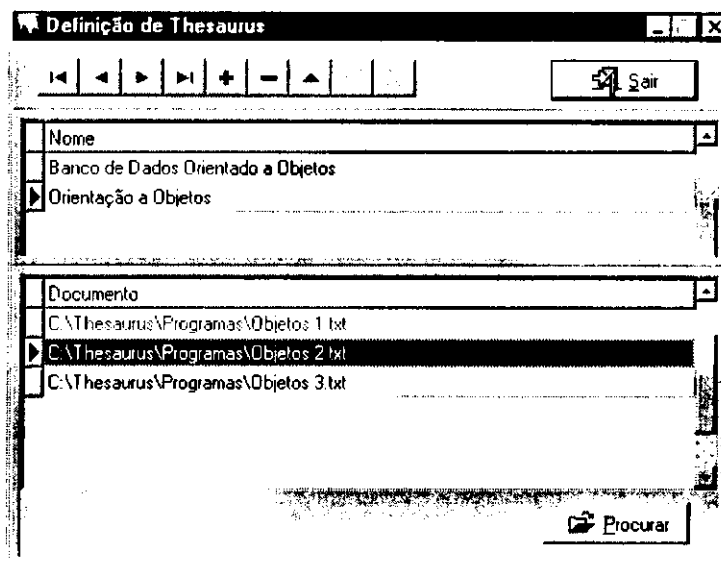 Definição de Thesaurus
Sair
Nome
Banco de Dados Orientado a Objetos
Orientação a Objetos
Documento
C:\Thesaurus\Programas\Objetos 1.txt
C:\Thesaurus\Programas\Objetos 2.txt
C:\Thesaurus\Programas\Objetos 3.txt
Procurar